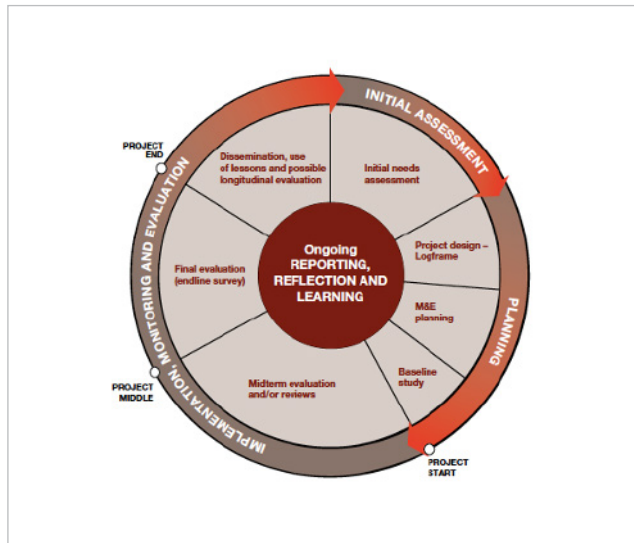 INITIAL ASSESSMENT
PROJECT
END
Dissemination, use
of lessons and possible
longitudinal evaluation
Initial needs
assessment
Ongoing
REPORTING,
REFLECTION AND
LEARNING
Project design –
Logframe
Final evaluation
(endline survey)
M&E
planning
PLANNING
Baseline
study
Midterm evaluation
and/or reviews
PROJECT
MIDDLE
IMPLEMENTATION, MONITORING AND EVALUATION
PROJECT
START